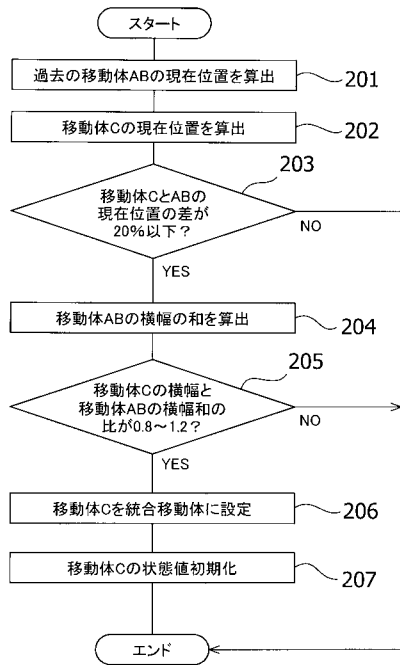 スタート
過去の移動体ABの現在位置を算出
201
移動体Cの現在位置を算出
202
203
移動体CとABの
現在位置の差が
20%以下?
NO
YES
移動体ABの横幅の和を算出
204
205
移動体Cの横幅と
移動体ABの横幅和の
比が0.8～1.2?
NO
YES
移動体Cを統合移動体に設定
206
移動体Cの状態値初期化
207
エンド